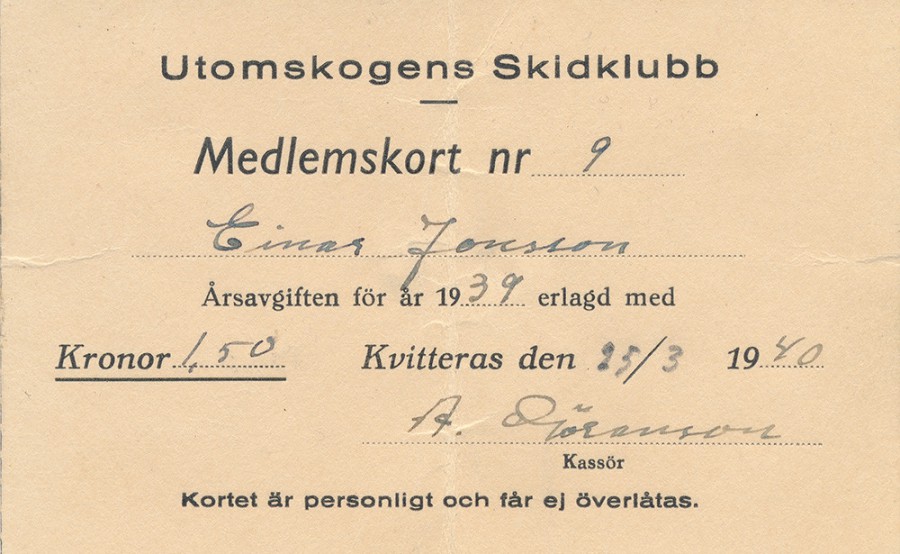 Utomskogens Skidklubb
Medlemskort nr 9
Einar Jonsson
Årsavgiften för år 1939 erlagd med
Kronor 1,50 Kvitteras den 25/3 1940
A.
Kassör
Kortet är personligt och får ej överlåtas.